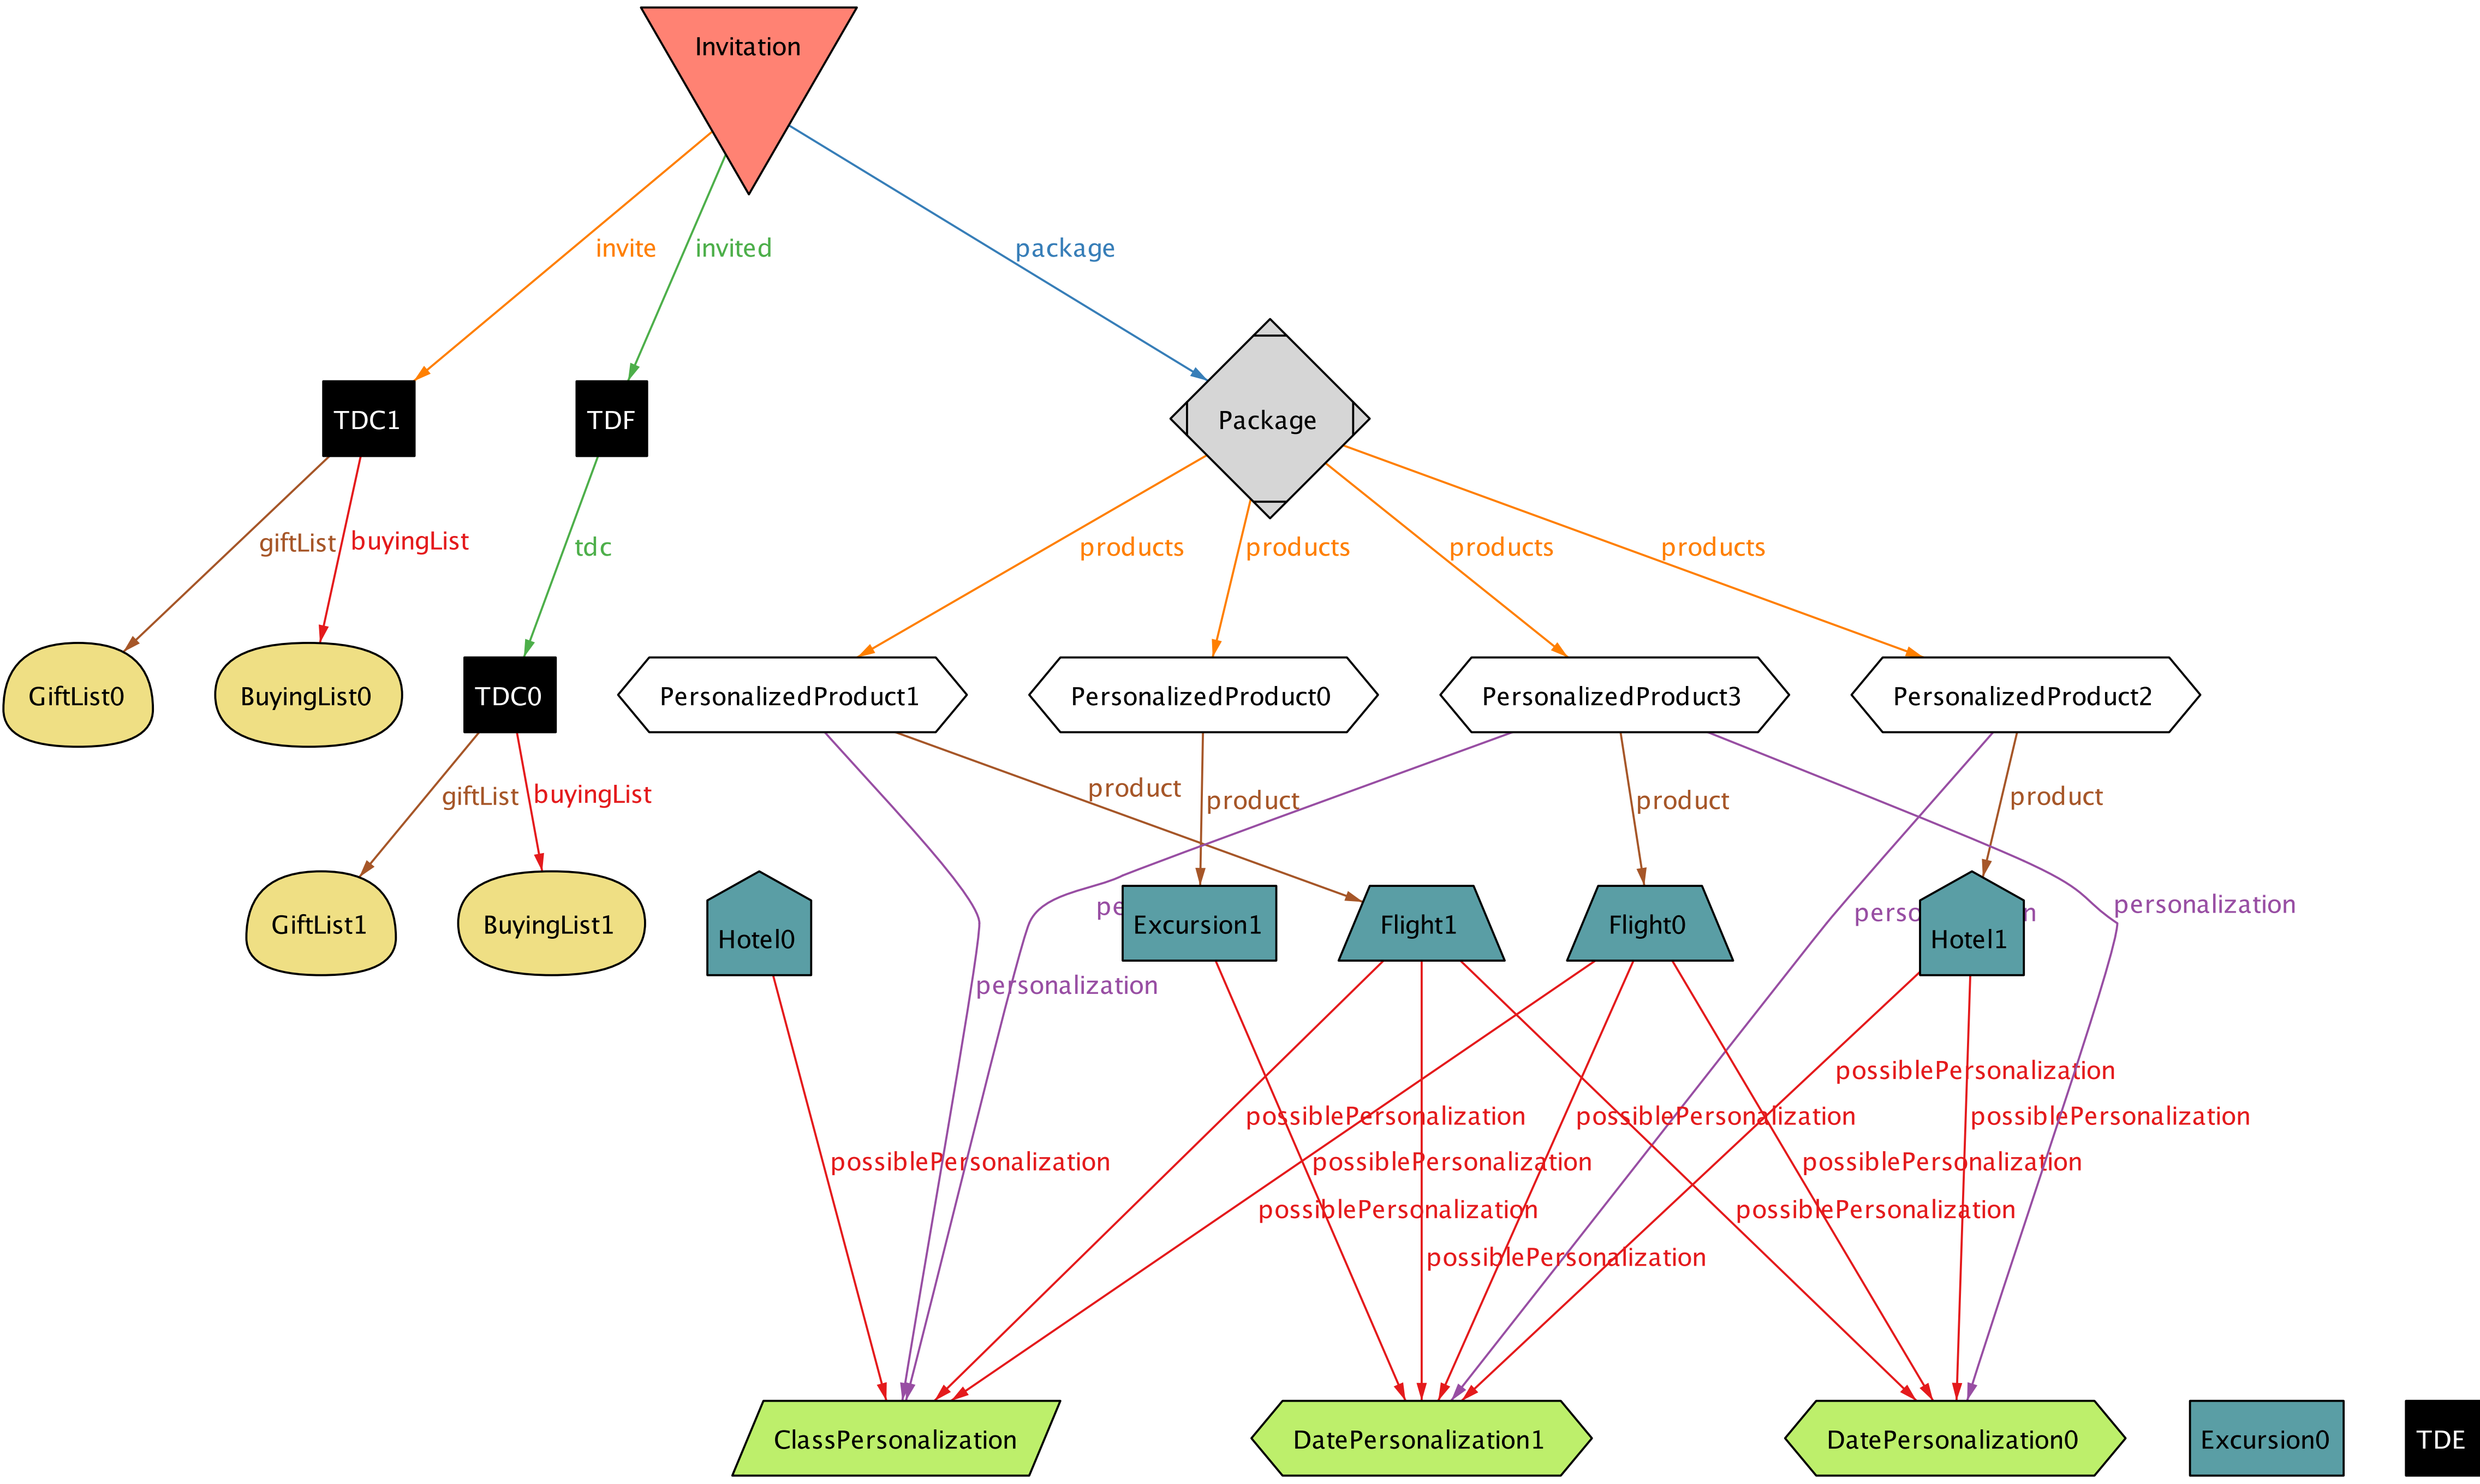 Invitation
invite
invited
package
TDC1
TDF
Package
giftList
buyingList
tdc
products
products
products
products
GiftList0
BuyingList0
TDC0
PersonalizedProduct1
PersonalizedProduct0
PersonalizedProduct3
PersonalizedProduct2
giftList
buyingList
product
product
product
product
GiftList1
BuyingList1
Hotel0
Excursion1
Flight1
Flight0
Hotel1
personalization
personalization
possiblePersonalization
possiblePersonalization
possiblePersonalization
possiblePersonalization
possiblePersonalization
possiblePersonalization
possiblePersonalization
possiblePersonalization
possiblePersonalization
possiblePersonalization
ClassPersonalization
DatePersonalization1
DatePersonalization0
Excursion0
TDE